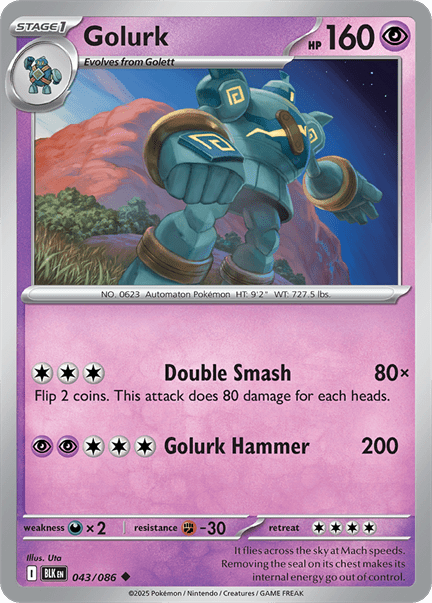 STAGE 1
Golurk
HP 160
Evolves from Golett
NO. 0623 Automaton Pokémon HT: 9'2" WT: 727.5 lbs.
Double Smash 80×
Flip 2 coins. This attack does 80 damage for each heads.
Golurk Hammer 200
weakness ×2 resistance -30 retreat
Illus. Uta
I BLK EN 043/086
It flies across the sky at Mach speeds.
Removing the seal on its chest makes its
internal energy go out of control.
©2025 Pokémon / Nintendo / Creatures / GAME FREAK